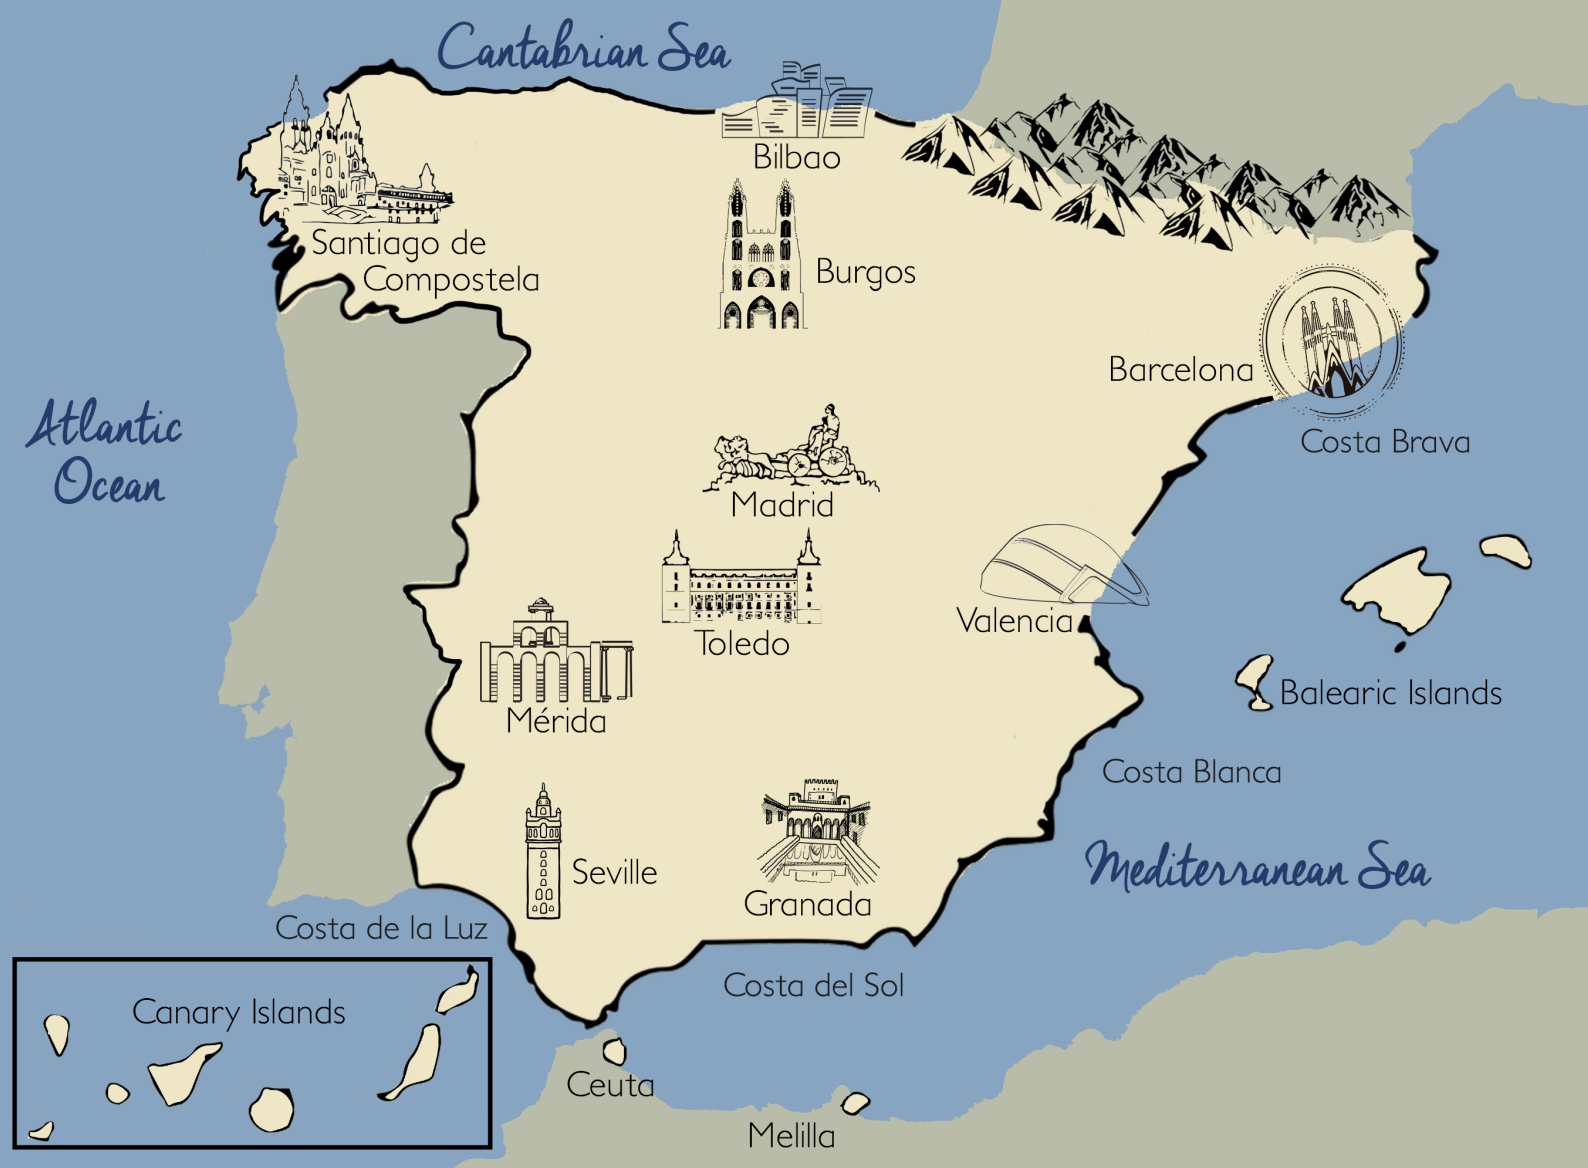 Cantabrian Sea
Bilbao
Santiago de
Compostela
Burgos
Barcelona
Atlantic
Ocean
Costa Brava
Madrid
Valencia
Toledo
Balearic Islands
Mérida
Costa Blanca
Mediterranean Sea
Seville
Granada
Costa de la Luz
Costa del Sol
Canary Islands
Ceuta
Melilla